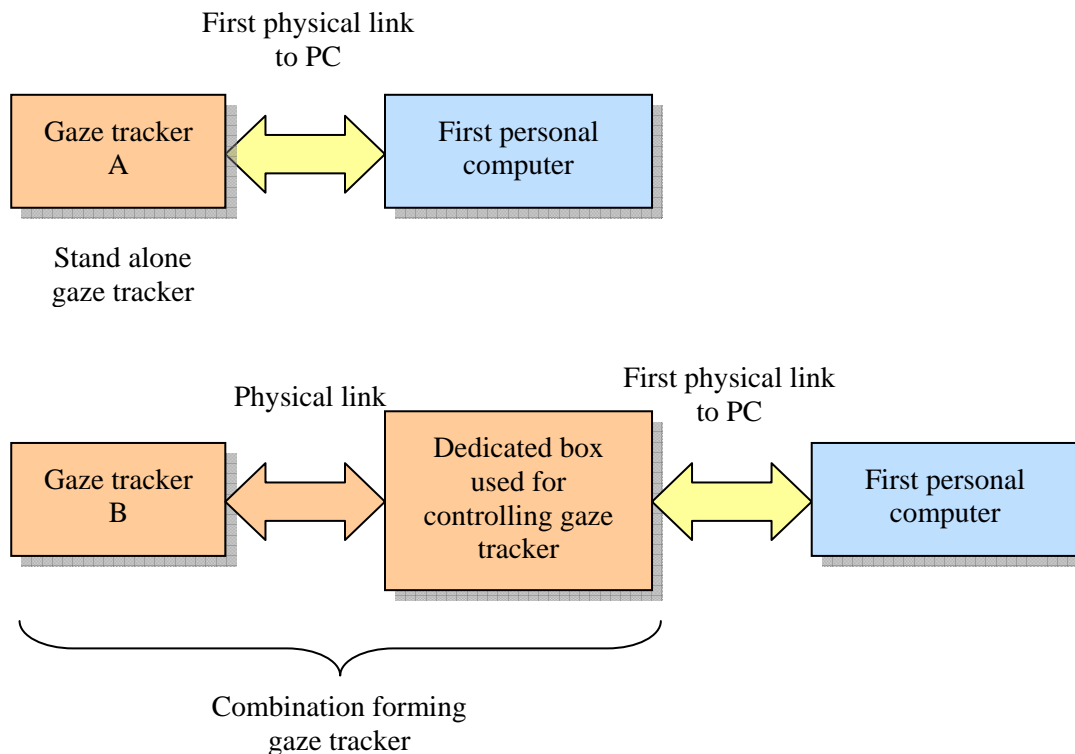 First physical link
to PC
Gaze tracker
A
First personal
computer
Stand alone
gaze tracker
Physical link
First physical link
to PC
Gaze tracker
B
Dedicated box
used for
controlling gaze
tracker
First personal
computer
Combination forming
gaze tracker